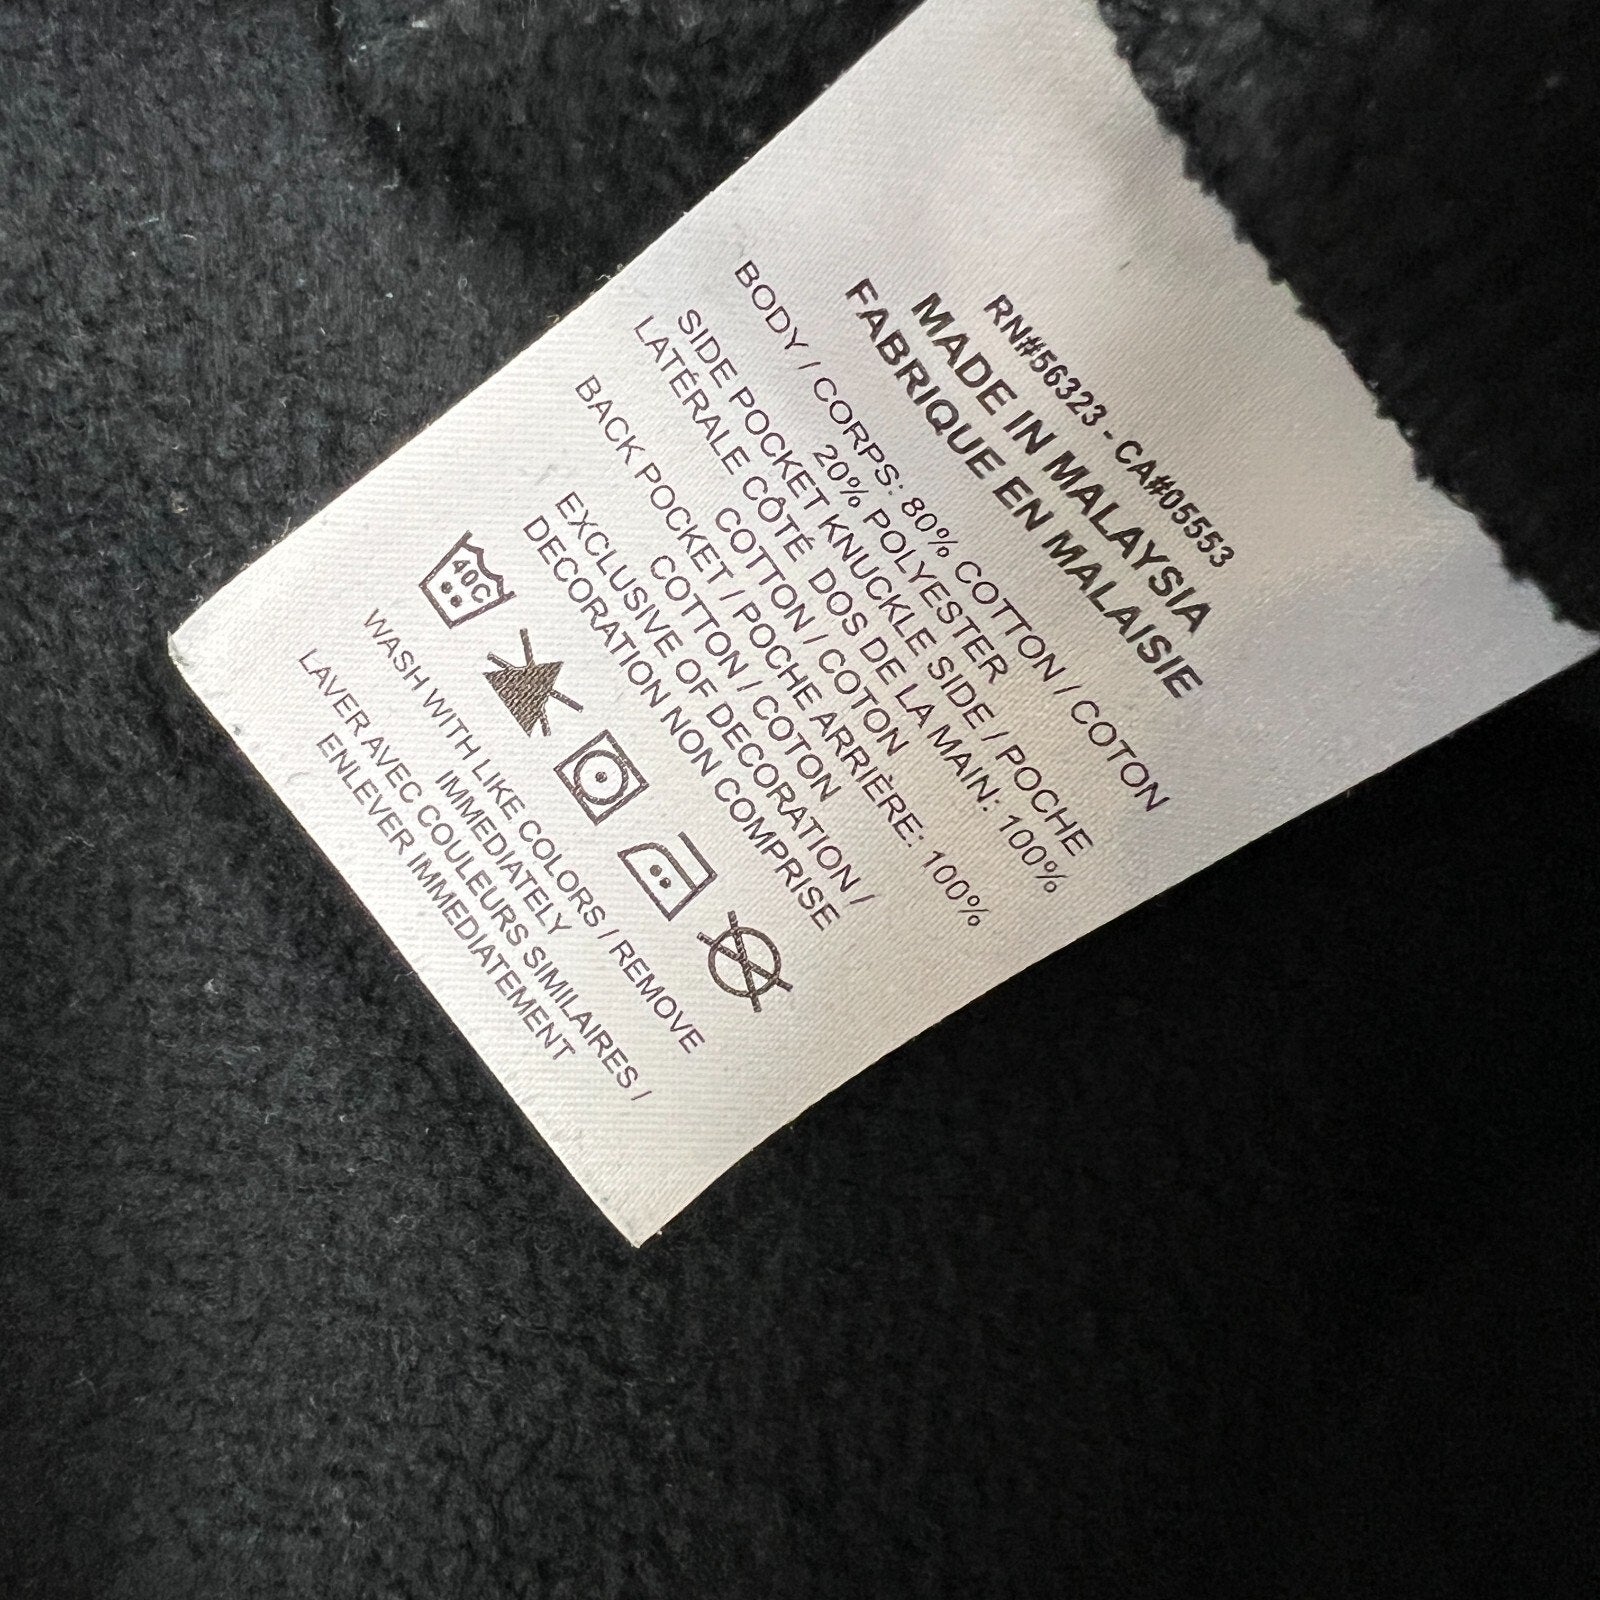 RN#56323 - CA#05553
MADE IN MALAYSIA
FABRIQUE EN MALAISIE
BODY / CORPS: 80% COTTON / COTON
20% POLYESTER
SIDE POCKET KNUCKLE SIDE / POCHE
LATÉRALE CÔTÉ DOS DE LA MAIN: 100%
COTTON / COTON
BACK POCKET / POCHE ARRIÈRE: 100%
COTTON / COTON
EXCLUSIVE OF DECORATION /
DECORATION NON COMPRISE
40C
WASH WITH LIKE COLORS / REMOVE
IMMEDIATELY
LAVER AVEC COULEURS SIMILAIRES /
ENLEVER IMMEDIATEMENT